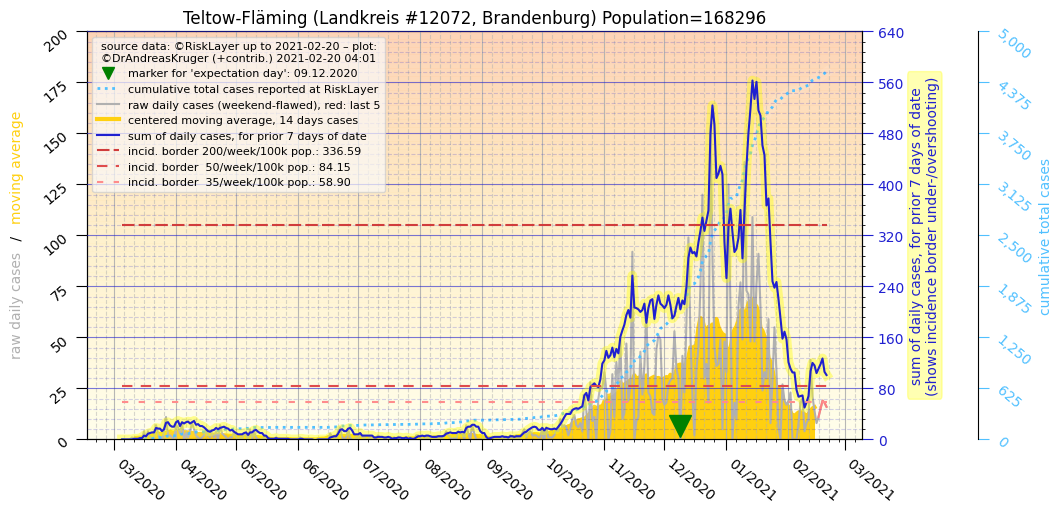 Teltow-Fläming (Landkreis #12072, Brandenburg) Population=168296
source data: ©RiskLayer up to 2021-02-20 – plot:
©DrAndreasKruger (+contrib.) 2021-02-20 04:01
marker for 'expectation day': 09.12.2020
cumulative total cases reported at RiskLayer
raw daily cases (weekend-flawed), red: last 5
centered moving average, 14 days cases
sum of daily cases, for prior 7 days of date
incid. border 200/week/100k pop.: 336.59
incid. border  50/week/100k pop.: 84.15
incid. border  35/week/100k pop.: 58.90
raw daily cases / moving average
200
175
150
125
100
75
50
25
0
640
560
480
400
320
240
160
80
0
sum of daily cases, for prior 7 days of date
(shows incidence border under-/overshooting)
5,000
4,375
3,750
3,125
2,500
1,875
1,250
625
0
cumulative total cases
03/2020
04/2020
05/2020
06/2020
07/2020
08/2020
09/2020
10/2020
11/2020
12/2020
01/2021
02/2021
03/2021